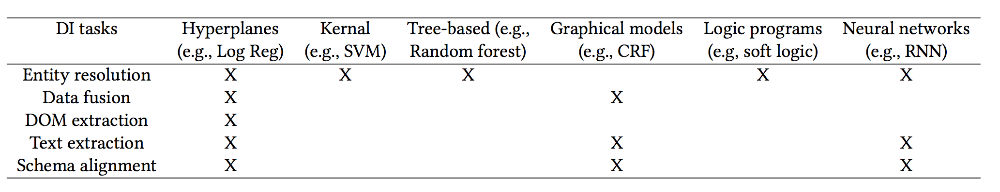 DI tasks Hyperplanes Kernal Tree-based (e.g., Graphical models Logic programs Neural networks
(e.g., Log Reg) (e.g., SVM) Random forest) (e.g., CRF) (e.g, soft logic) (e.g., RNN)
Entity resolution X X X X X
Data fusion X X
DOM extraction X
Text extraction X X X
Schema alignment X X X